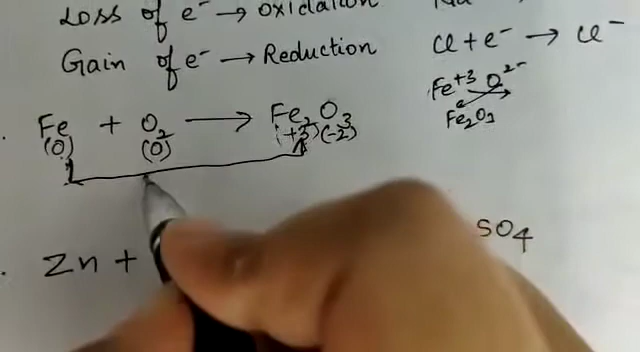 Loss of e⁻ → Oxidation
Gain of e⁻ → Reduction
Cl + e⁻ → Cl⁻
Fe⁺³ O²⁻
Fe₂O₃
Fe + O₂ → Fe₂O₃
(0) (0) (+3) (-2)
Zn +
SO₄